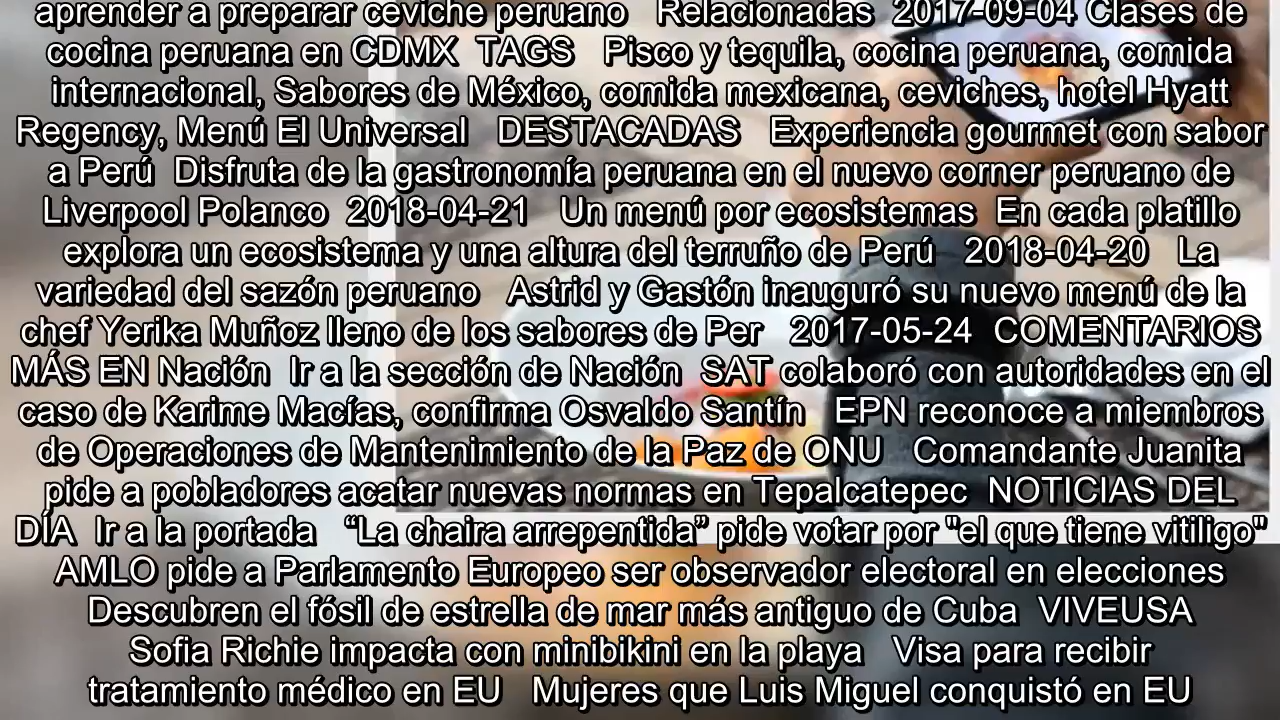 aprender a preparar ceviche peruano Relacionadas 2017-09-04 Clases de
cocina peruana en CDMX TAGS Pisco y tequila, cocina peruana, comida
internacional, Sabores de México, comida mexicana, ceviches, hotel Hyatt
Regency, Menú El Universal DESTACADAS Experiencia gourmet con sabor
a Perú Disfruta de la gastronomía peruana en el nuevo corner peruano de
Liverpool Polanco 2018-04-21 Un menú por ecosistemas En cada platillo
explora un ecosistema y una altura del terruño de Perú 2018-04-20 La
variedad del sazón peruano Astrid y Gastón inauguró su nuevo menú de la
chef Yerika Muñoz lleno de los sabores de Per 2017-05-24 COMENTARIOS
MÁS EN Nación Ir a la sección de Nación SAT colaboró con autoridades en el
caso de Karime Macías, confirma Osvaldo Santín EPN reconoce a miembros
de Operaciones de Mantenimiento de la Paz de ONU Comandante Juanita
pide a pobladores acatar nuevas normas en Tepalcatepec NOTICIAS DEL
DÍA Ir a la portada “La chaira arrepentida” pide votar por "el que tiene vitiligo"
AMLO pide a Parlamento Europeo ser observador electoral en elecciones
Descubren el fósil de estrella de mar más antiguo de Cuba VIVEUSA
Sofia Richie impacta con minibikini en la playa Visa para recibir
tratamiento médico en EU Mujeres que Luis Miguel conquistó en EU